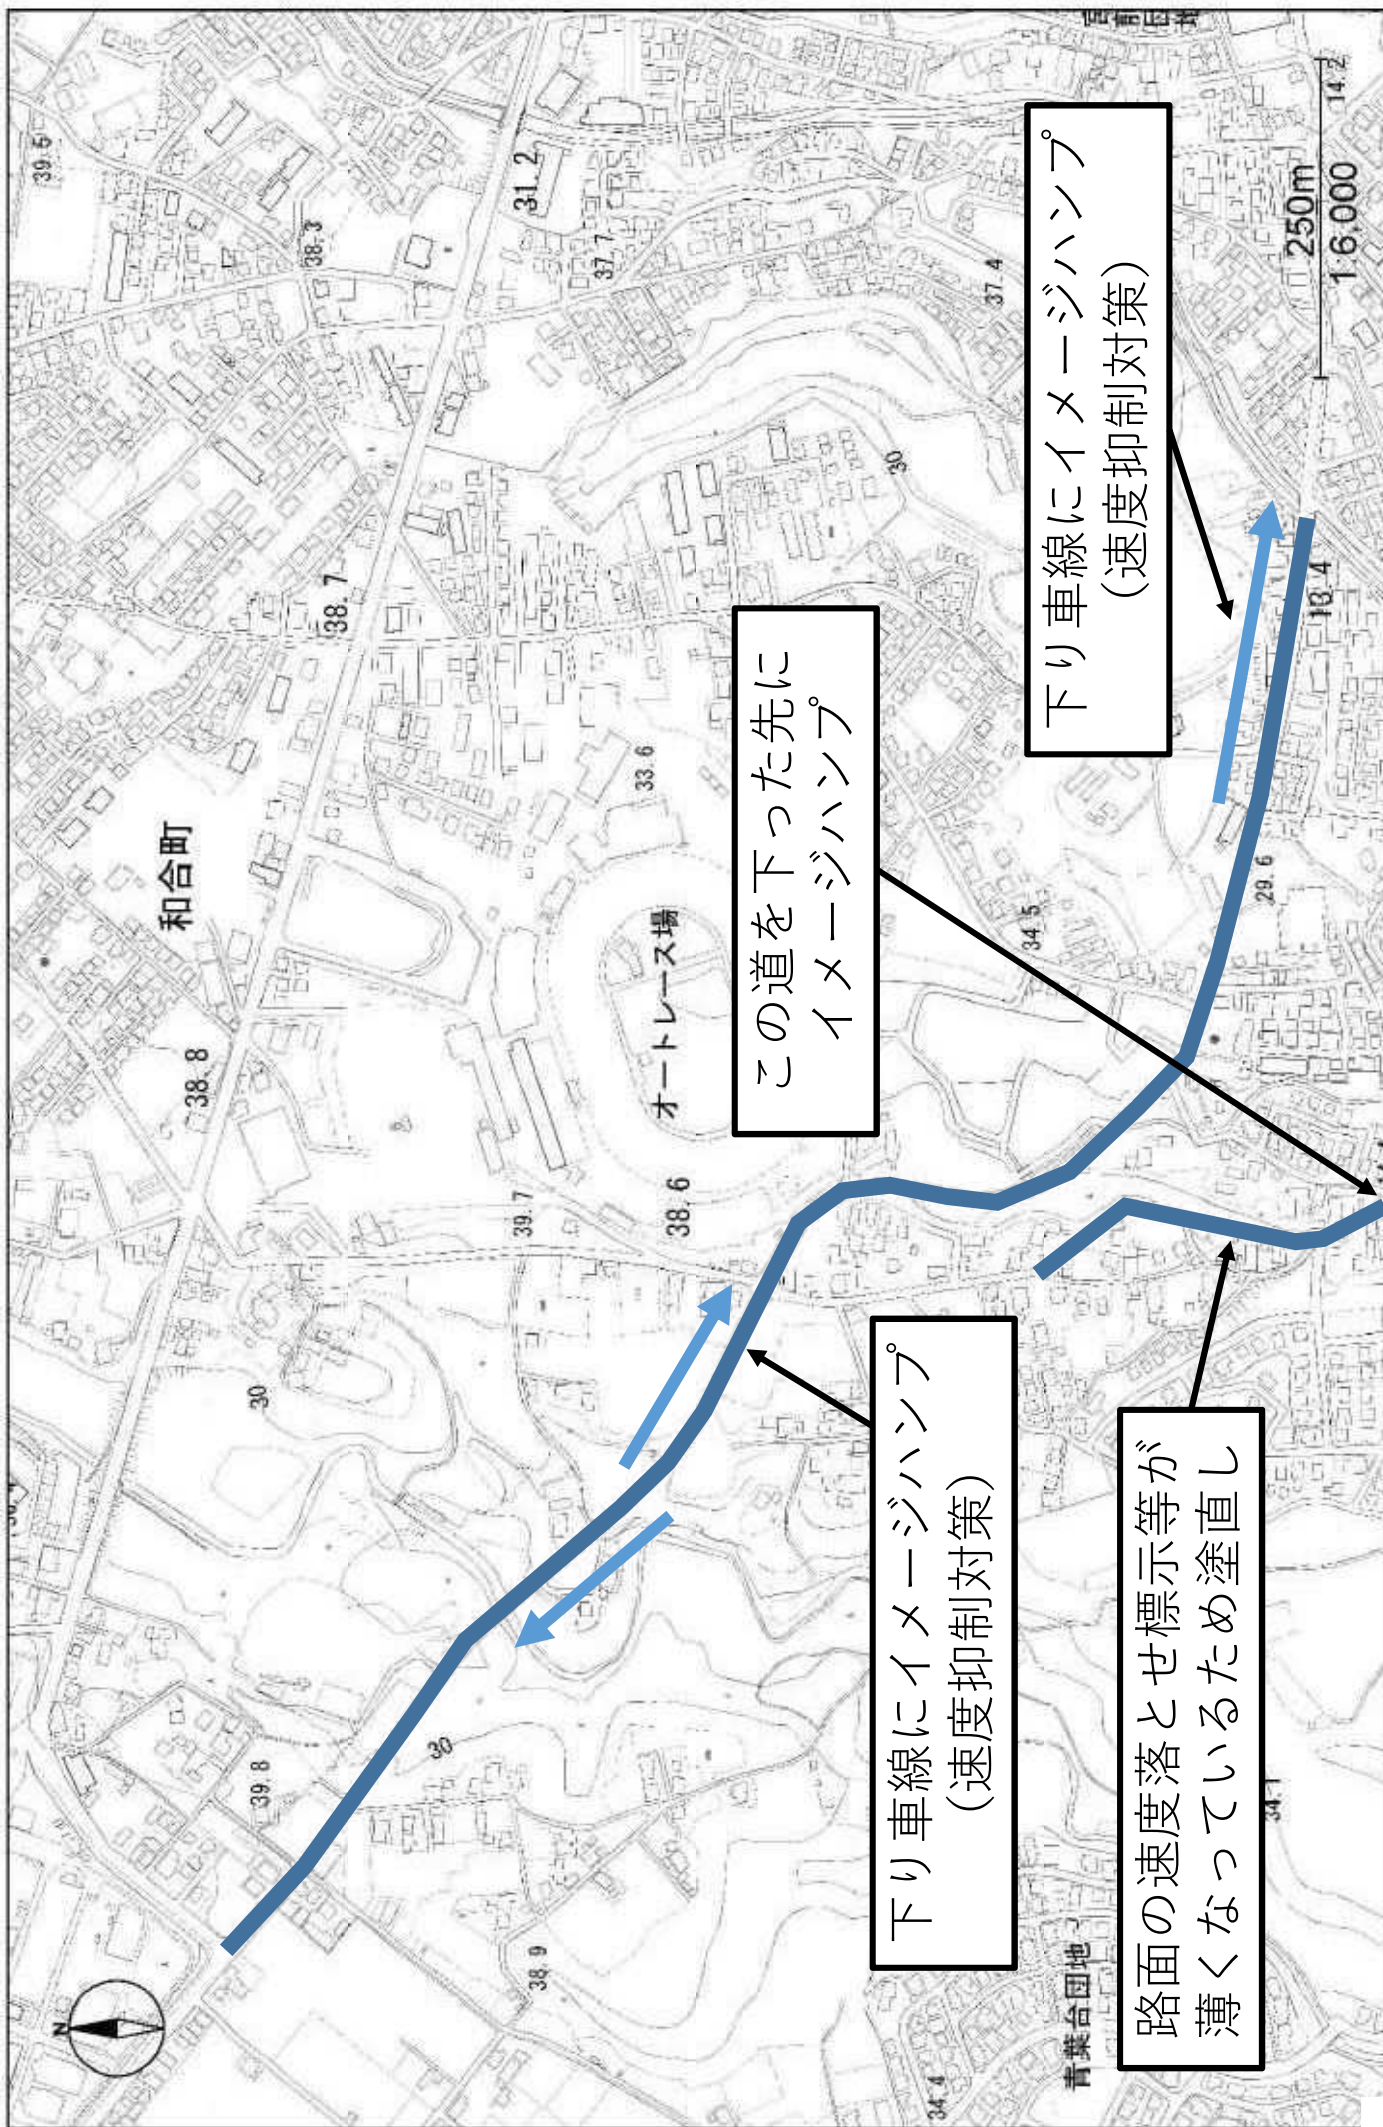 N
和合町
オートレース場
青葉台団地
39.5
38.3
31.2
37.7
37.4
14.2
38.7
33.6
30
38.8
39.7
38.6
34.5
29.6
30
39.8
30
38.9
34.4
34.1
250m
1:6,000
この道を下った先に
イメージハンプ
下り車線にイメージハンプ
（速度抑制対策）
下り車線にイメージハンプ
（速度抑制対策）
路面の速度落とせ標示等が
薄くなっているため塗直し